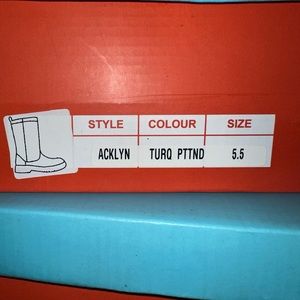 STYLE COLOUR SIZE
ACKLYN TURQ PTTND 5.5